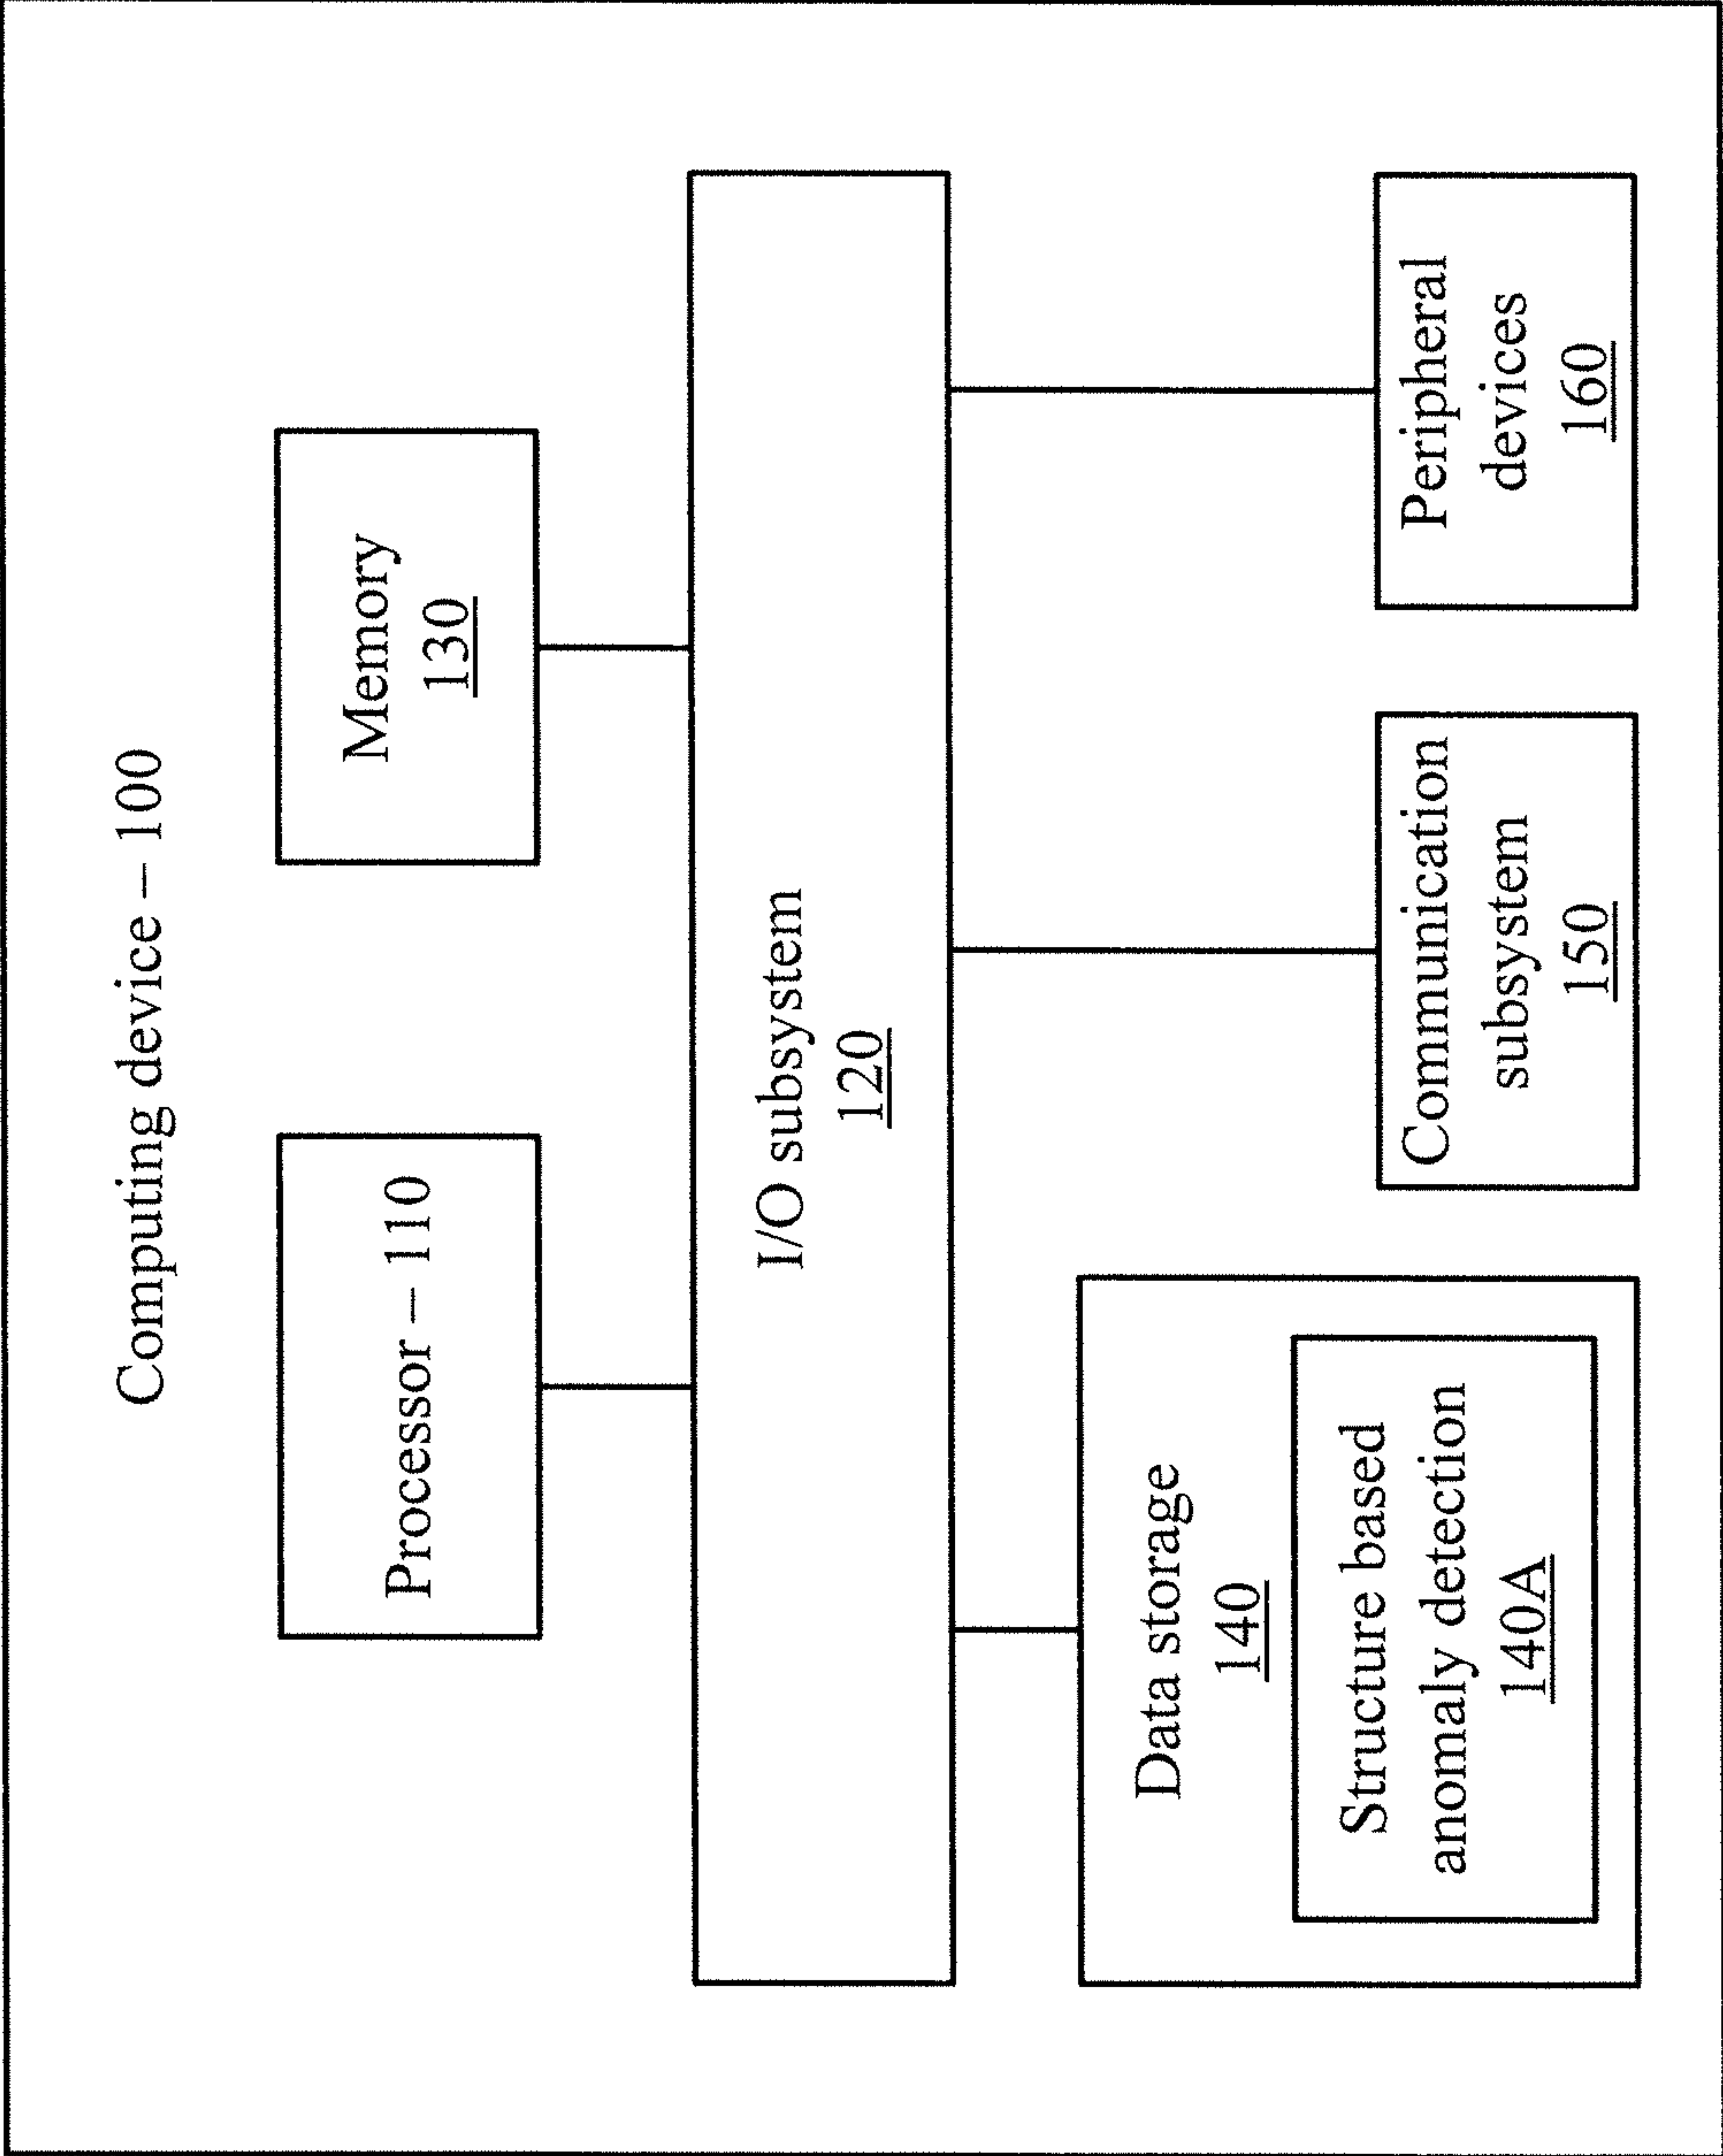 Computing device – 100
Processor – 110
Memory
130
I/O subsystem
120
Data storage
140
Structure based
anomaly detection
140A
Communication
subsystem
150
Peripheral
devices
160